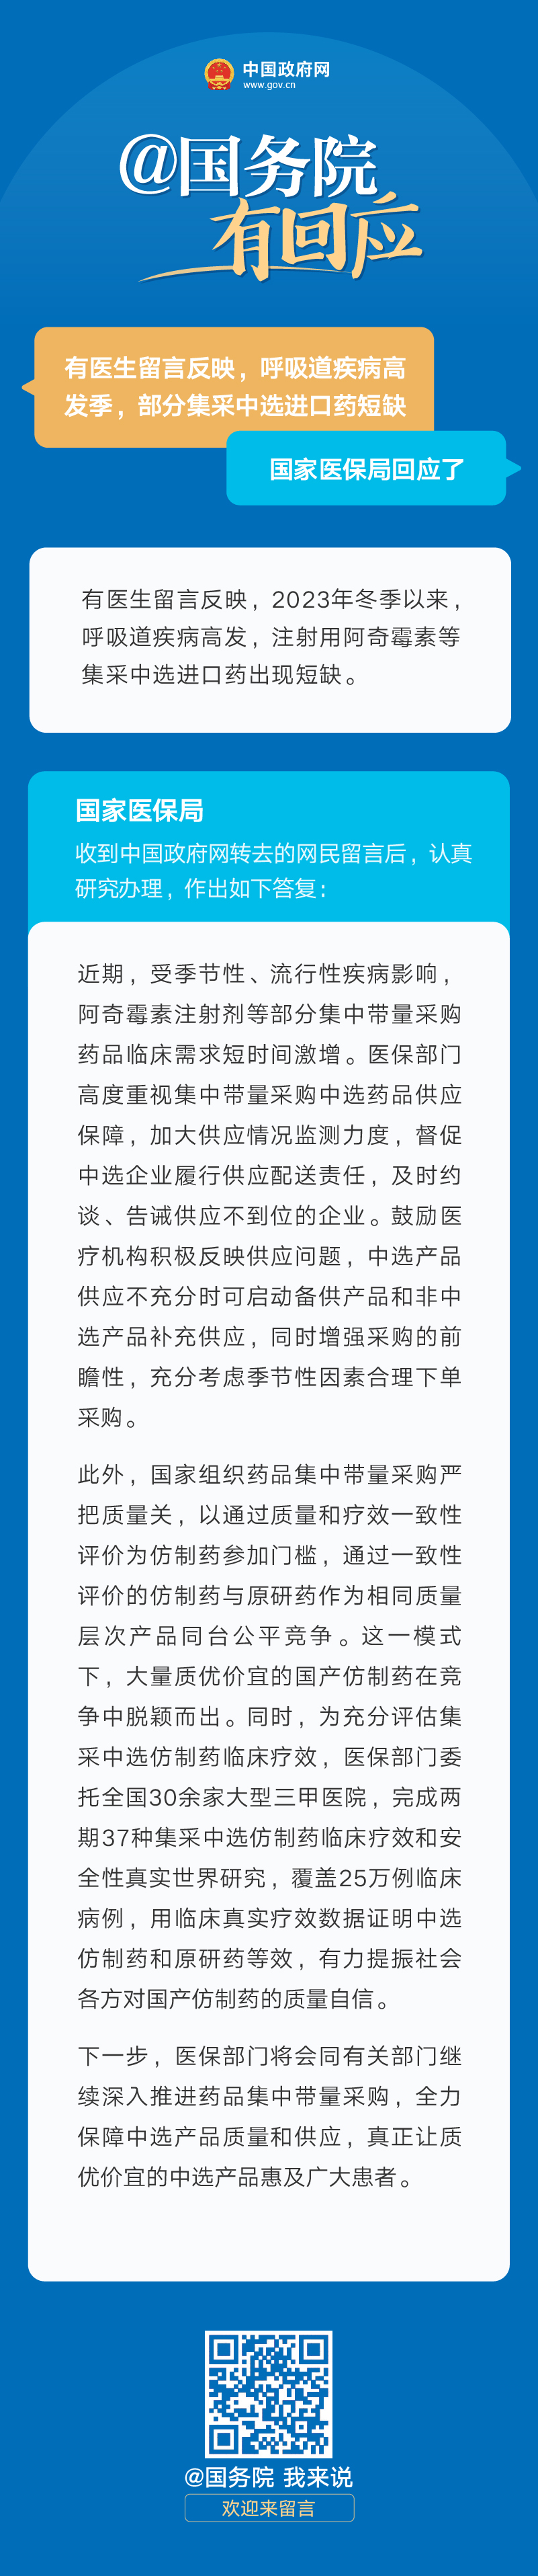 中国政府网
www.gov.cn
@国务院
有回应
有医生留言反映，呼吸道疾病高
发季，部分集采中选进口药短缺
国家医保局回应了
有医生留言反映，2023年冬季以来，
呼吸道疾病高发，注射用阿奇霉素等
集采中选进口药出现短缺。
国家医保局
收到中国政府网转去的网民留言后，认真
研究办理，作出如下答复：
近期，受季节性、流行性疾病影响，
阿奇霉素注射剂等部分集中带量采购
药品临床需求短时间激增。医保部门
高度重视集中带量采购中选药品供应
保障，加大供应情况监测力度，督促
中选企业履行供应配送责任，及时约
谈、告诫供应不到位的企业。鼓励医
疗机构积极反映供应问题，中选产品
供应不充分时可启动备供产品和非中
选产品补充供应，同时增强采购的前
瞻性，充分考虑季节性因素合理下单
采购。
此外，国家组织药品集中带量采购严
把质量关，以通过质量和疗效一致性
评价为仿制药参加门槛，通过一致性
评价的仿制药与原研药作为相同质量
层次产品同台公平竞争。这一模式
下，大量质优价宜的国产仿制药在竞
争中脱颖而出。同时，为充分评估集
采中选仿制药临床疗效，医保部门委
托全国30余家大型三甲医院，完成两
期37种集采中选仿制药临床疗效和安
全性真实世界研究，覆盖25万例临床
病例，用临床真实疗效数据证明中选
仿制药和原研药等效，有力提振社会
各方对国产仿制药的质量自信。
下一步，医保部门将会同有关部门继
续深入推进药品集中带量采购，全力
保障中选产品质量和供应，真正让质
优价宜的中选产品惠及广大患者。
@国务院 我来说
欢迎来留言